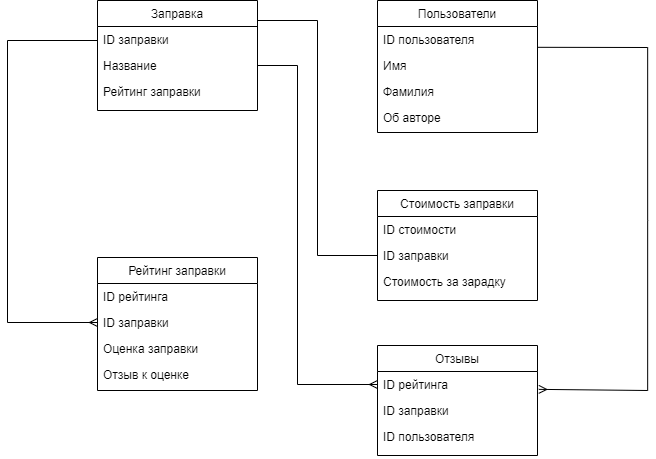 Заправка
ID заправки
Название
Рейтинг заправки
Пользователи
ID пользователя
Имя
Фамилия
Об авторе
Стоимость заправки
ID стоимости
ID заправки
Стоимость за зарадку
Рейтинг заправки
ID рейтинга
ID заправки
Оценка заправки
Отзыв к оценке
Отзывы
ID рейтинга
ID заправки
ID пользователя